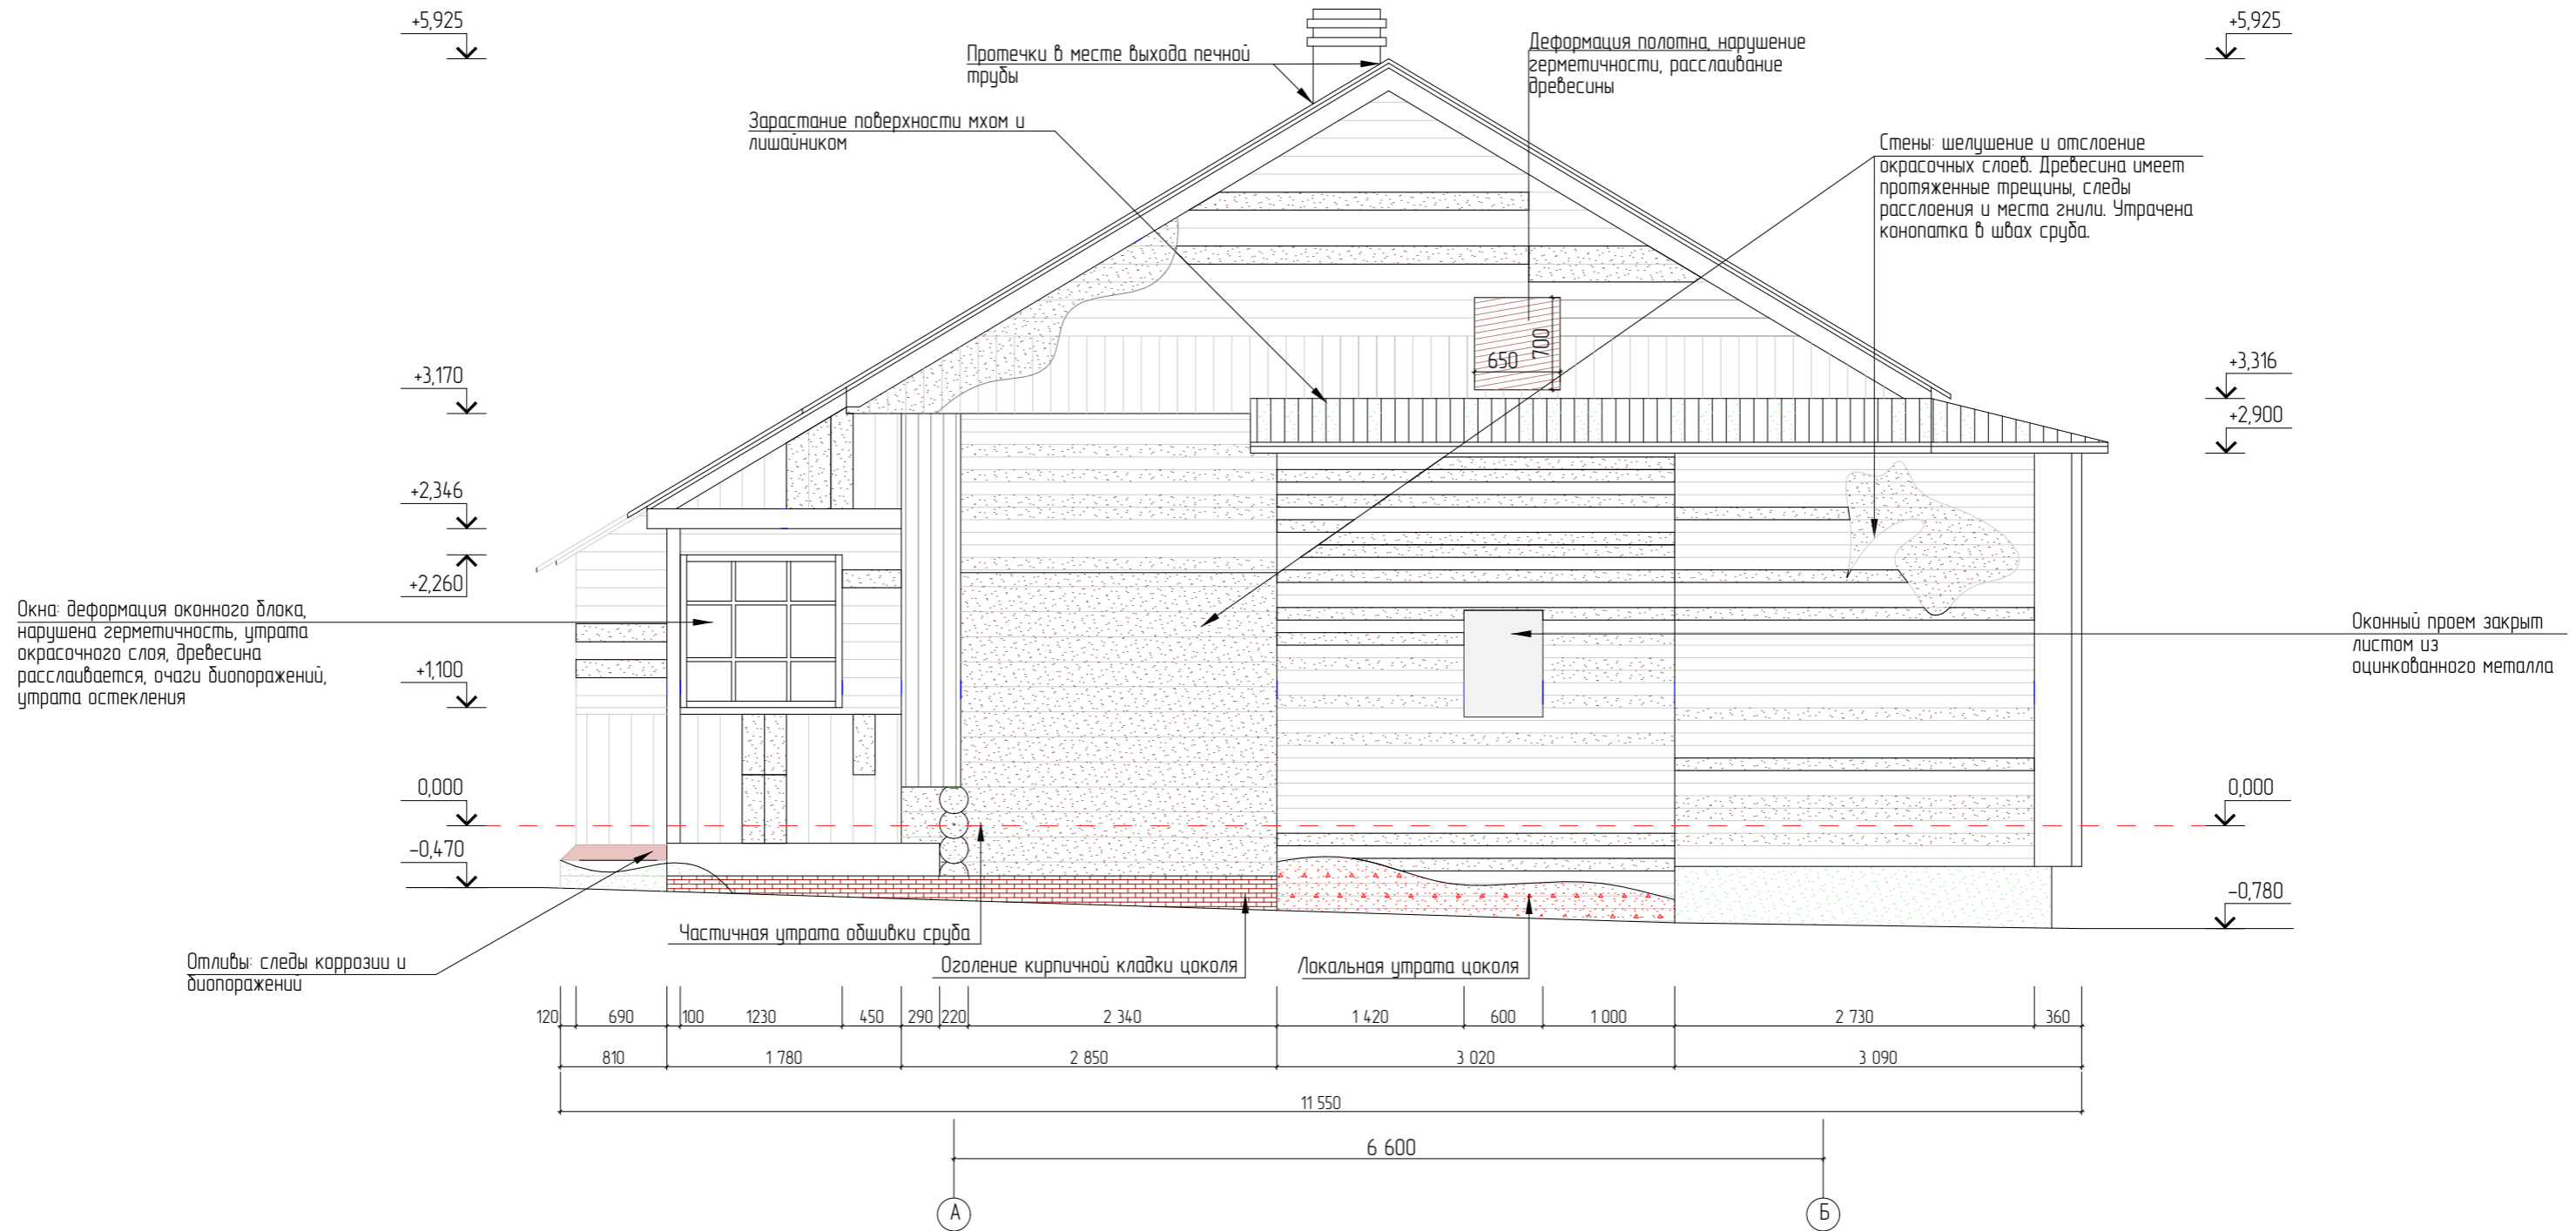 +5,925
+5,925
Протечки в месте выхода печной
трубы
Деформация полотна, нарушение
герметичности, расслаивание
древесины
Зарастание поверхности мхом и
лишайником
Стены: шелушение и отслоение
окрасочных слоев. Древесина имеет
протяженные трещины, следы
расслоения и места гнили. Утрачена
конопатка в швах сруба.
650
700
+3,170
+3,316
+2,900
+2,346
+2,260
Окна: деформация оконного блока,
нарушена герметичность, утрата
окрасочного слоя, древесина
расслаивается, очаги биопоражений,
утрата остекления
Оконный проем закрыт
листом из
оцинкованного металла
+1,100
0,000
0,000
-0,470
-0,780
Частичная утрата обшивки сруба
Отливы: следы коррозии и
биопоражений
Оголение кирпичной кладки цоколя
Локальная утрата цоколя
120 690 100 1230 450 290 220 2 340 1 420 600 1 000 2 730 360
810 1 780 2 850 3 020 3 090
11 550
6 600
А Б